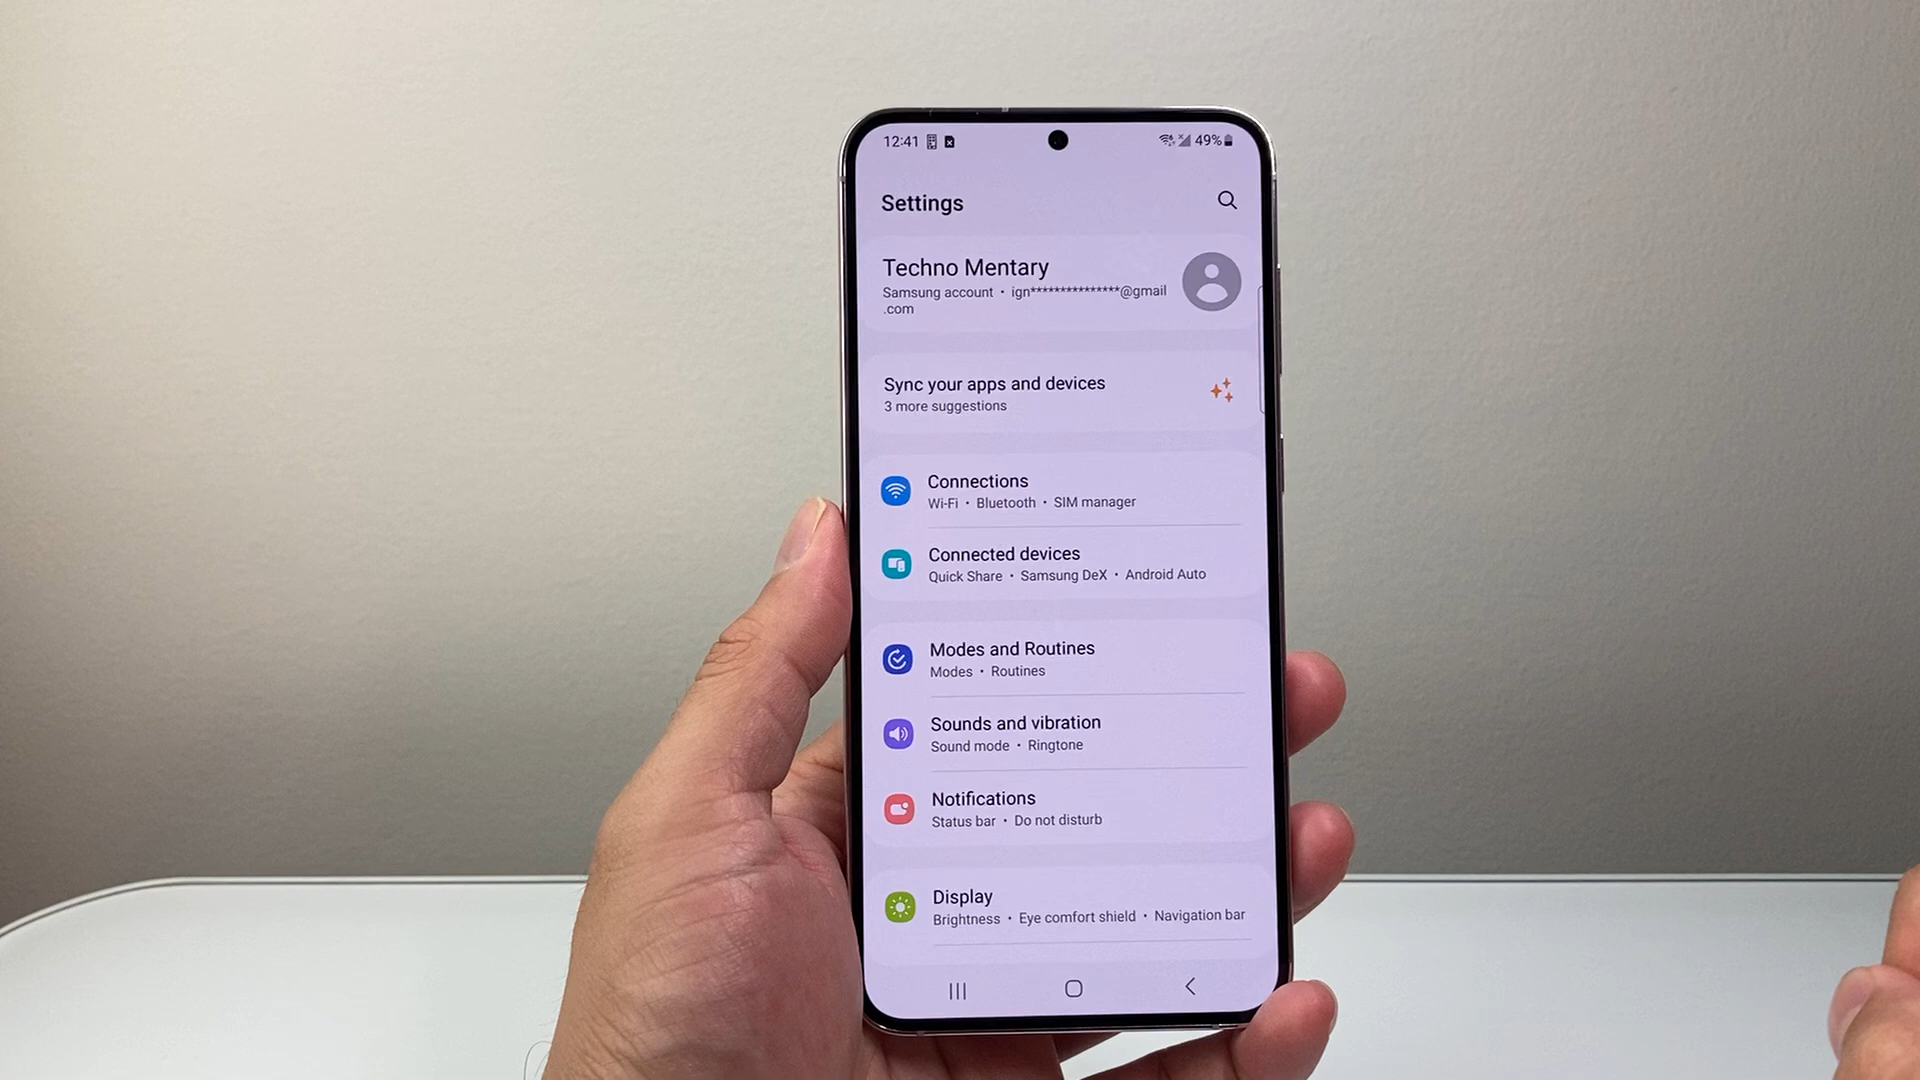 12:41 49%
Settings
Techno Mentary
Samsung account • ign***************@gmail
.com
Sync your apps and devices
3 more suggestions
Connections
Wi-Fi • Bluetooth • SIM manager
Connected devices
Quick Share • Samsung DeX • Android Auto
Modes and Routines
Modes • Routines
Sounds and vibration
Sound mode • Ringtone
Notifications
Status bar • Do not disturb
Display
Brightness • Eye comfort shield • Navigation bar